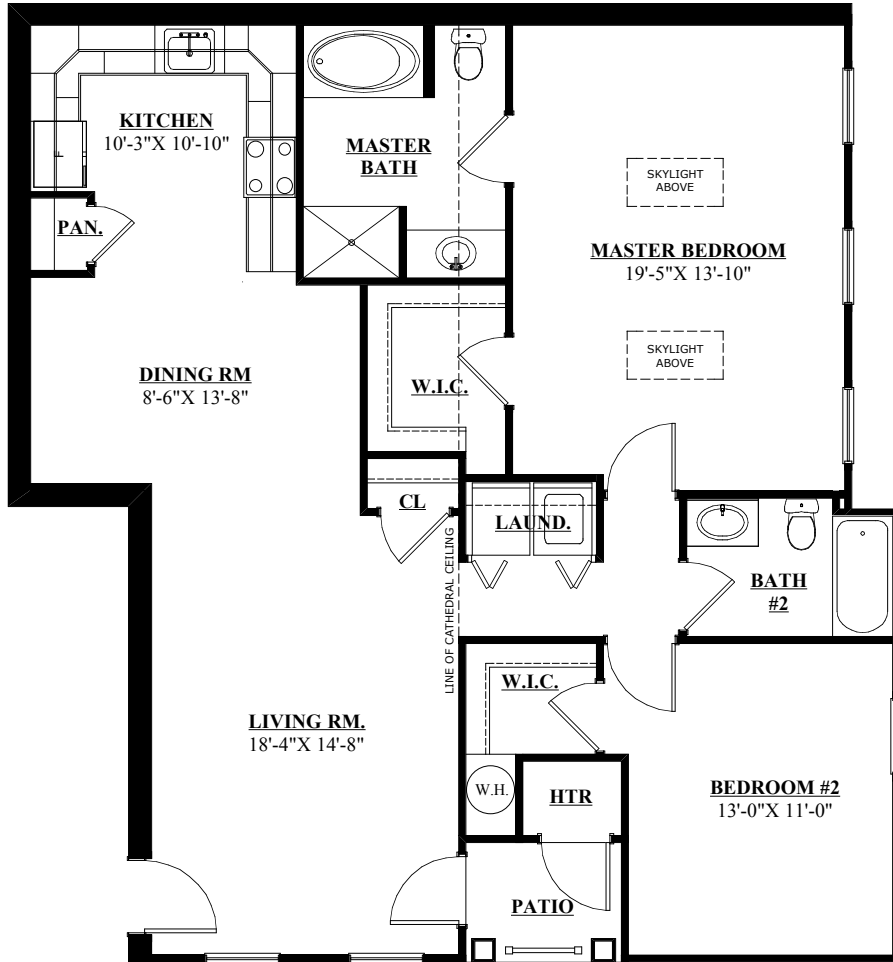 KITCHEN
10'-3"X 10'-10"
MASTER
BATH
SKYLIGHT
ABOVE
PAN.
MASTER BEDROOM
19'-5"X 13'-10"
SKYLIGHT
ABOVE
DINING RM
8'-6"X 13'-8"
W.I.C.
CL
LAUND.
LINE OF CATHEDRAL CEILING
BATH
#2
W.I.C.
LIVING RM.
18'-4"X 14'-8"
W.H.
HTR
BEDROOM #2
13'-0"X 11'-0"
PATIO